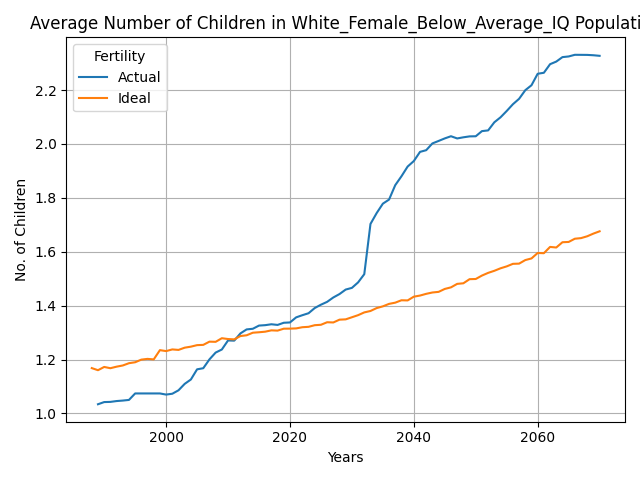 Average Number of Children in White_Female_Below_Average_IQ Populati
Fertility
Actual
Ideal
2.2
2.0
1.8
1.6
1.4
1.2
1.0
No. of Children
2000
2020
2040
2060
Years